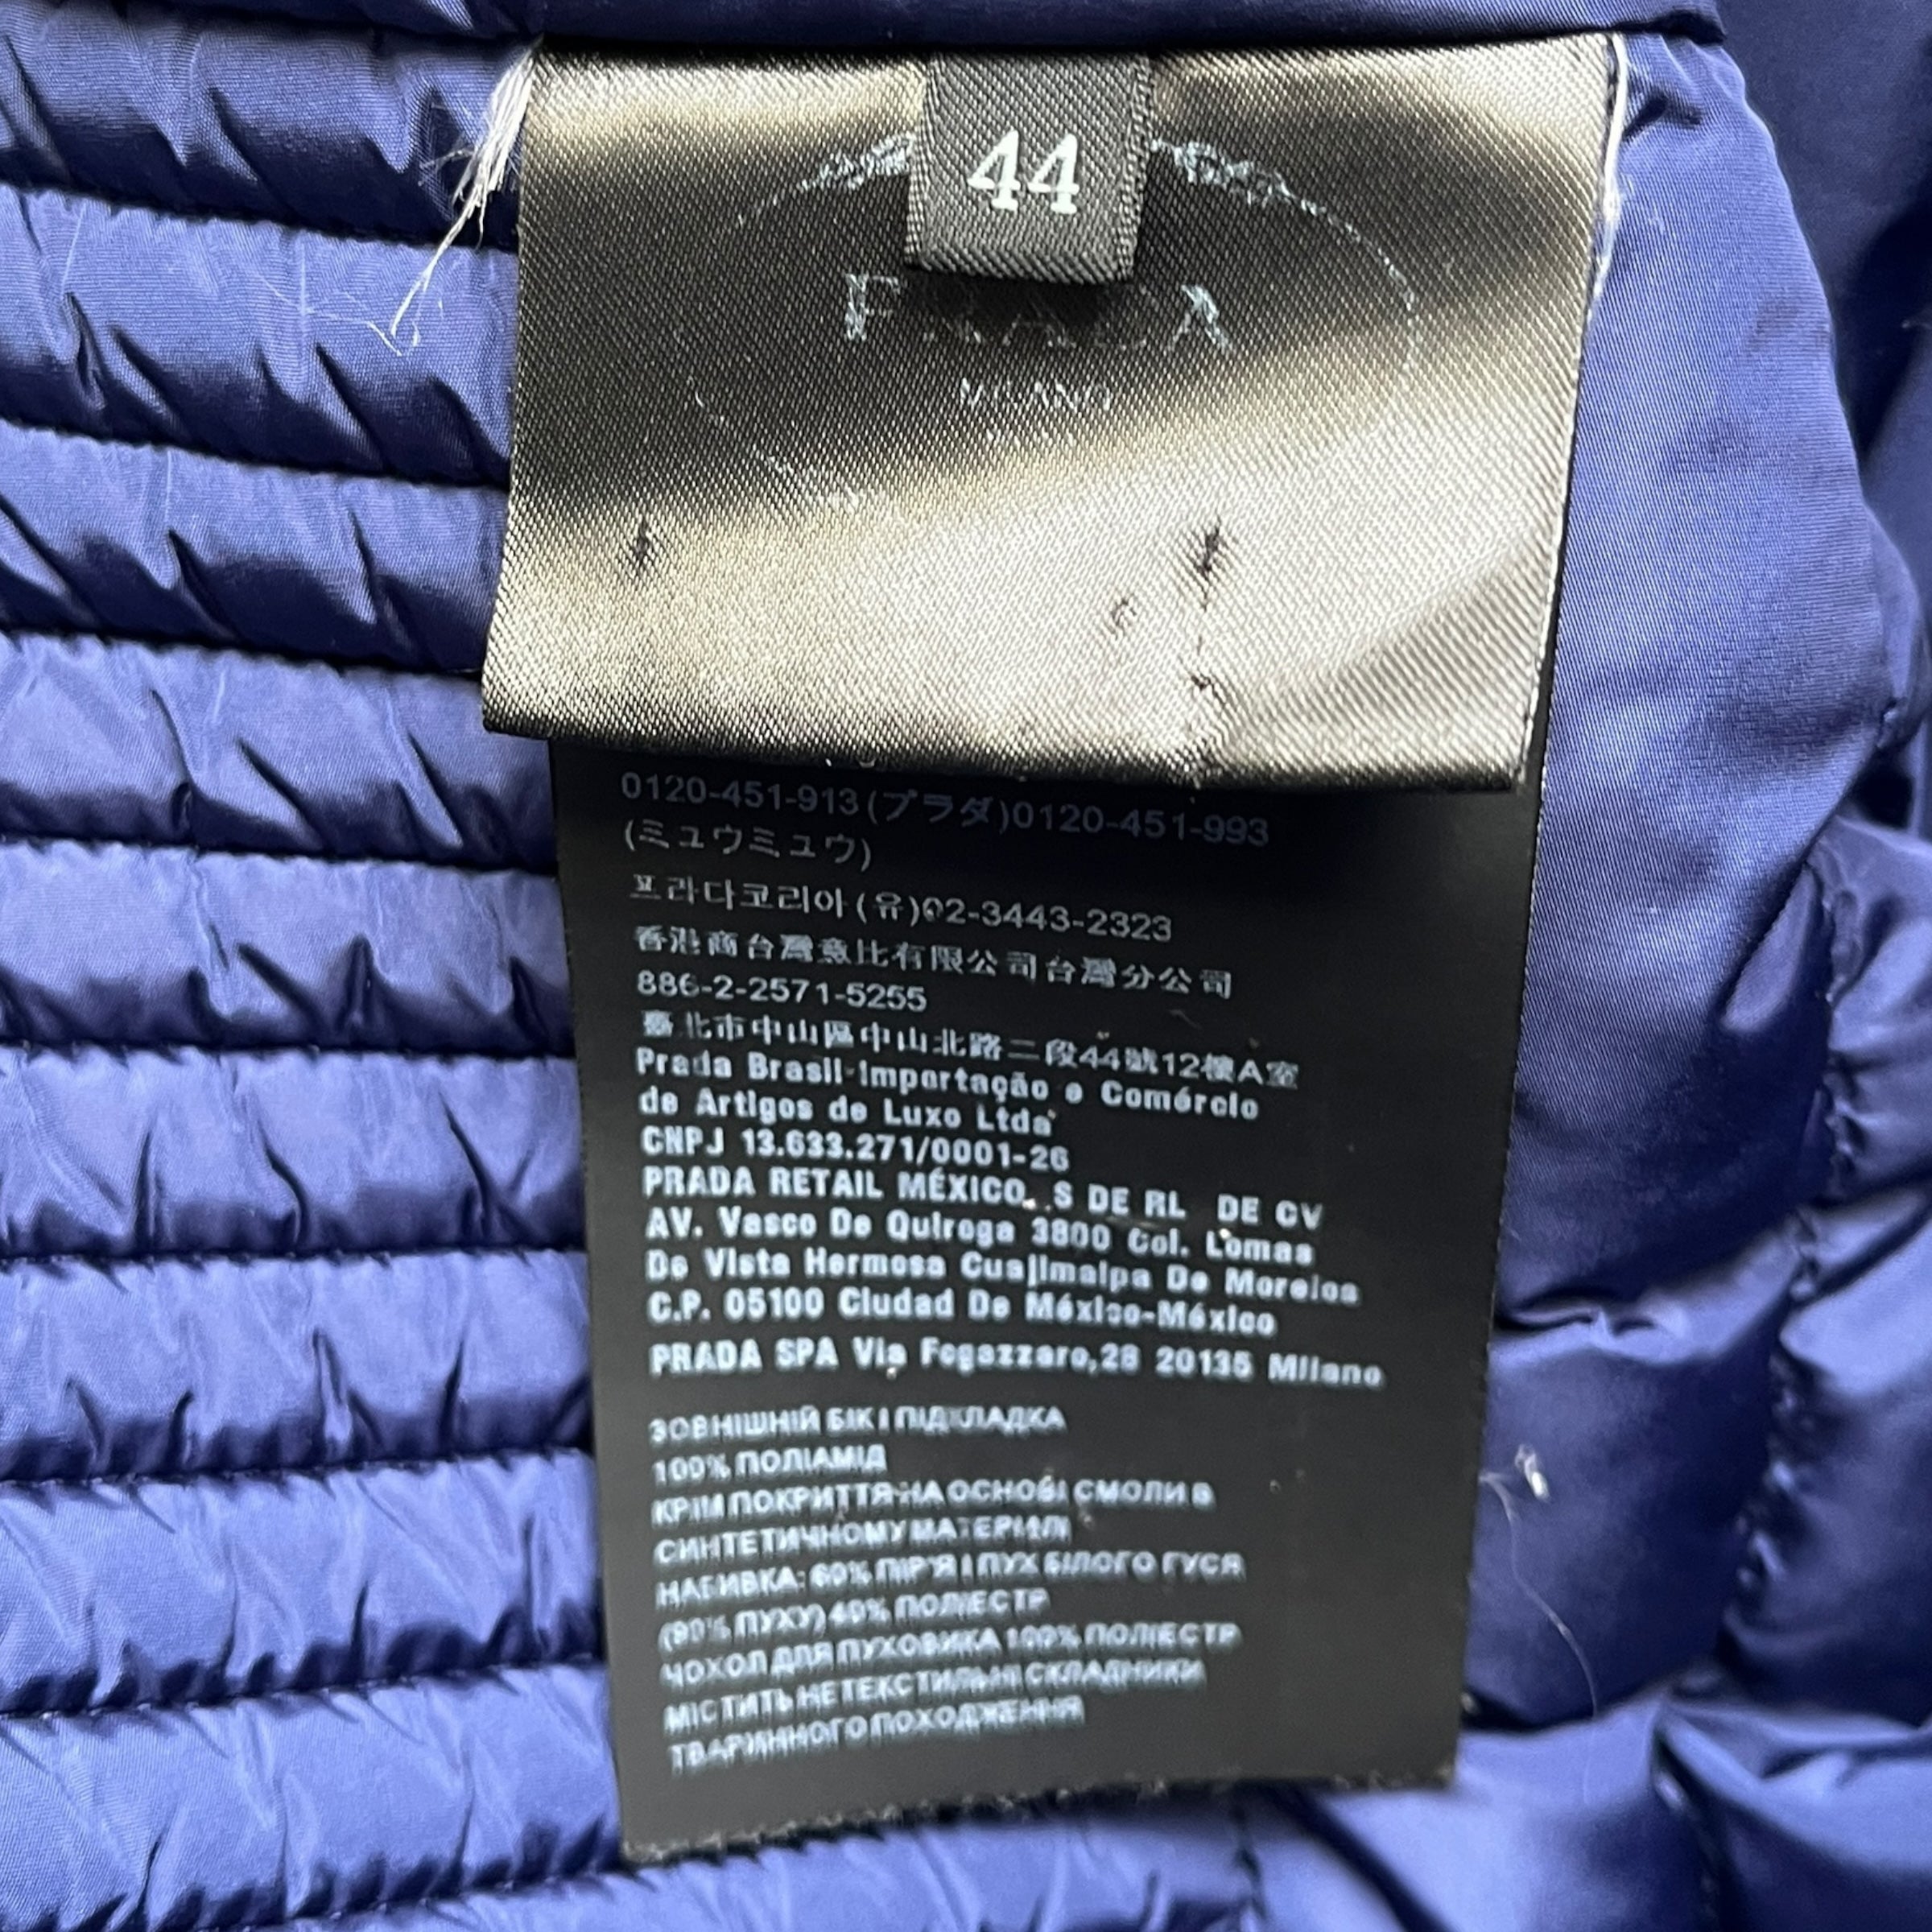 44
PRADA
MILANO
0120-451-913(プラダ)0120-451-993
(ミュウミュウ)
프라다코리아(유)02-3443-2323
香港商台灣意比有限公司台灣分公司
886-2-2571-5255
臺北市中山區中山北路二段44號12樓A室
Prada Brasil Importação e Comércio
de Artigos de Luxo Ltda
CNPJ 13.633.271/0001-26
PRADA RETAIL MÉXICO, S DE RL DE CV
AV. Vasco De Quiroga 3800 Col. Lomas
De Vista Hermosa Cuajimalpa De Morelos
C.P. 05100 Ciudad De México-México
PRADA SPA Via Fogazzaro,28 20135 Milano
ЗОВНІШНІЙ БІК І ПІДКЛАДКА
100% ПОЛІАМІД
КРІМ ПОКРИТТЯ НА ОСНОВІ СМОЛИ В
СИНТЕТИЧНОМУ МАТЕРІАЛІ
НАБИВКА: 60% ПІР'Я І ПУХ БІЛОГО ГУСЯ
(90% ПУХУ) 40% ПОЛІЕСТР
ЧОХОЛ ДЛЯ ПУХОВИКА 100% ПОЛІЕСТР
МІСТИТЬ НЕТЕКСТИЛЬНІ СКЛАДНИКИ
ТВАРИННОГО ПОХОДЖЕННЯ